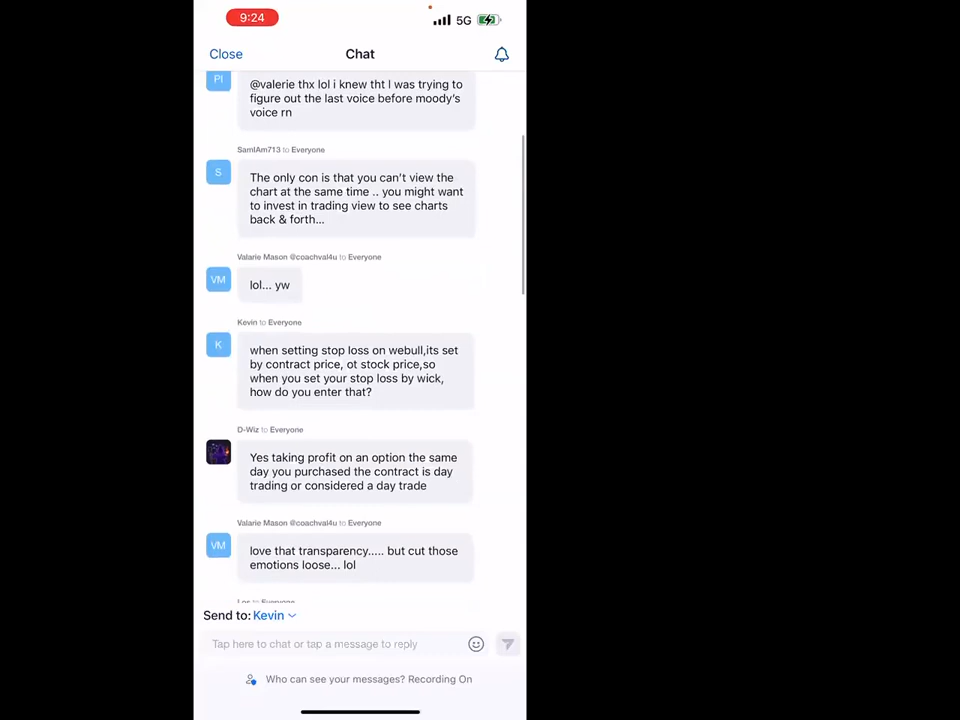 9:24
5G
Close
Chat
PI
@valerie thx lol i knew tht I was trying to
figure out the last voice before moody's
voice rn
SamIAm713 to Everyone
S
The only con is that you can't view the
chart at the same time .. you might want
to invest in trading view to see charts
back & forth...
Valarie Mason @coachval4u to Everyone
VM
lol... yw
Kevin to Everyone
K
when setting stop loss on webull,its set
by contract price, ot stock price,so
when you set your stop loss by wick,
how do you enter that?
D-Wiz to Everyone
Yes taking profit on an option the same
day you purchased the contract is day
trading or considered a day trade
Valarie Mason @coachval4u to Everyone
VM
love that transparency..... but cut those
emotions loose... lol
Los to Everyone
Send to: Kevin
Tap here to chat or tap a message to reply
Who can see your messages? Recording On